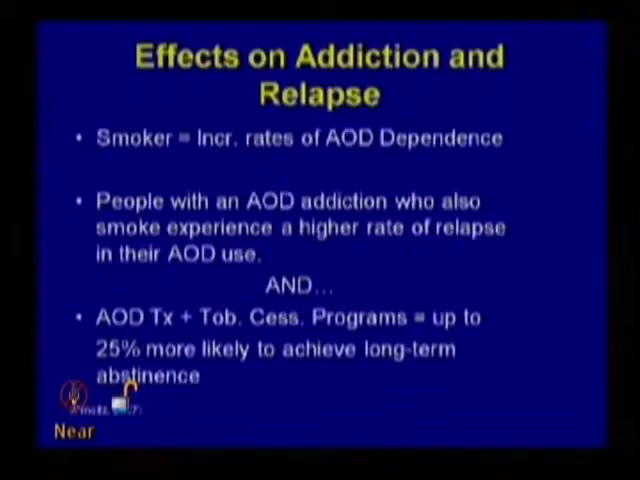 Effects on Addiction and
Relapse
• Smoker = Incr. rates of AOD Dependence
• People with an AOD addiction who also
smoke experience a higher rate of relapse
in their AOD use.
AND…
• AOD Tx + Tob. Cess. Programs = up to
25% more likely to achieve long-term
abstinence
Near